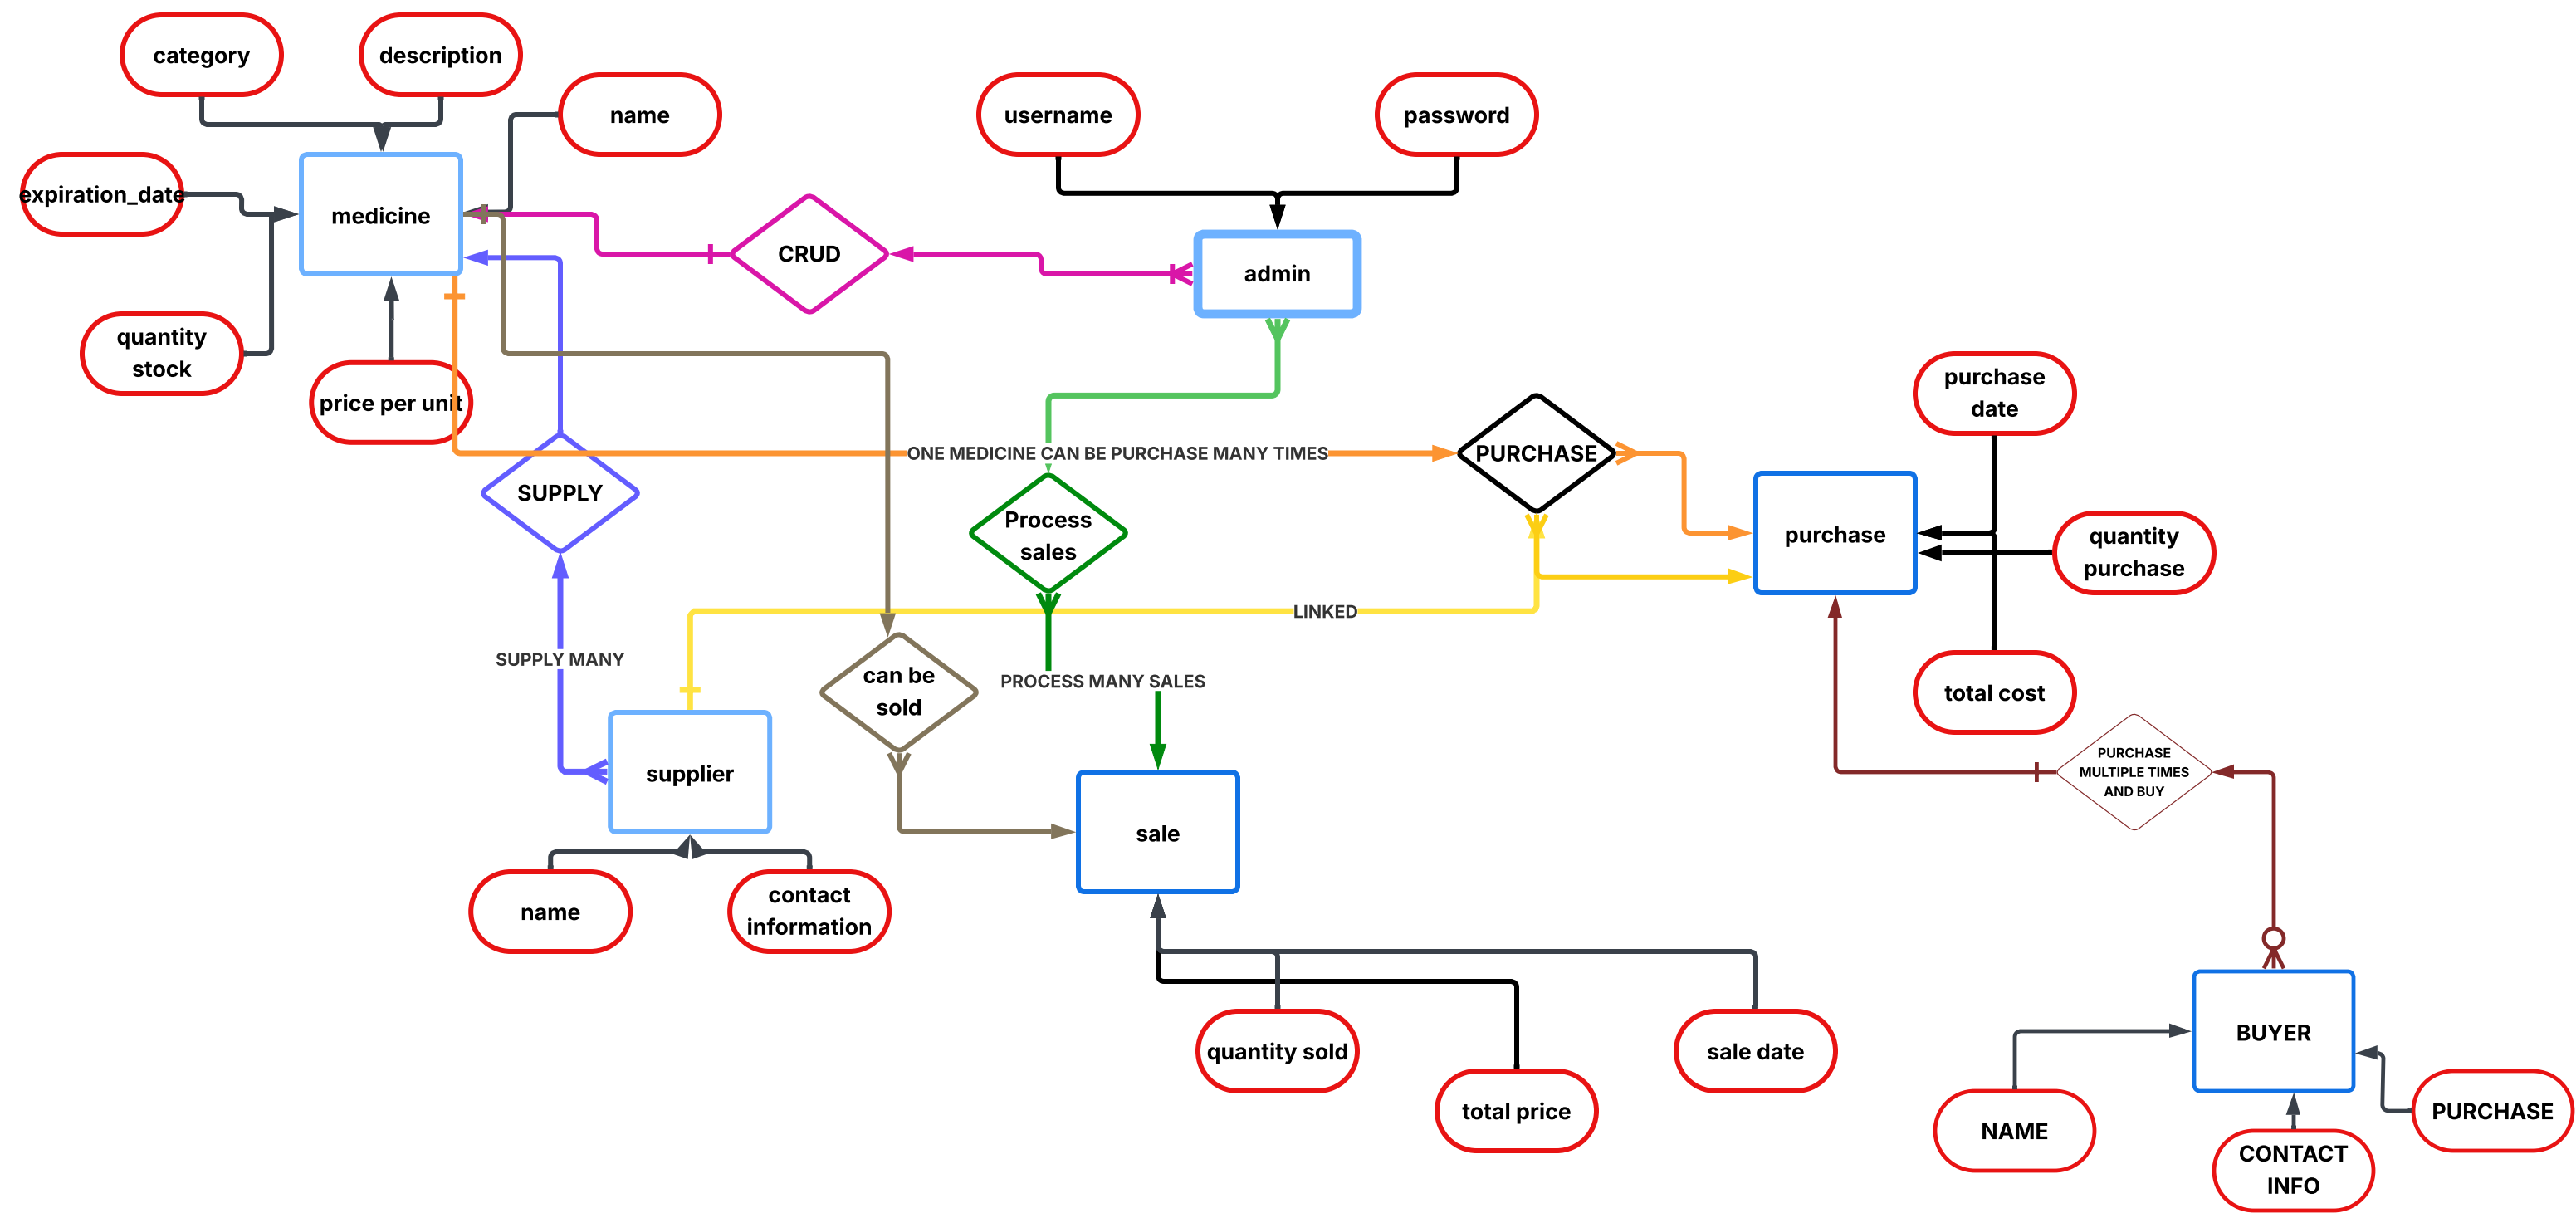 category
description
name
username
password
expiration_date
medicine
CRUD
admin
quantity
stock
price per unit
purchase
date
ONE MEDICINE CAN BE PURCHASE MANY TIMES
PURCHASE
SUPPLY
Process
sales
purchase
quantity
purchase
LINKED
SUPPLY MANY
can be
sold
PROCESS MANY SALES
total cost
supplier
PURCHASE
MULTIPLE TIMES
AND BUY
sale
name
contact
information
quantity sold
sale date
total price
BUYER
NAME
CONTACT
INFO
PURCHASE